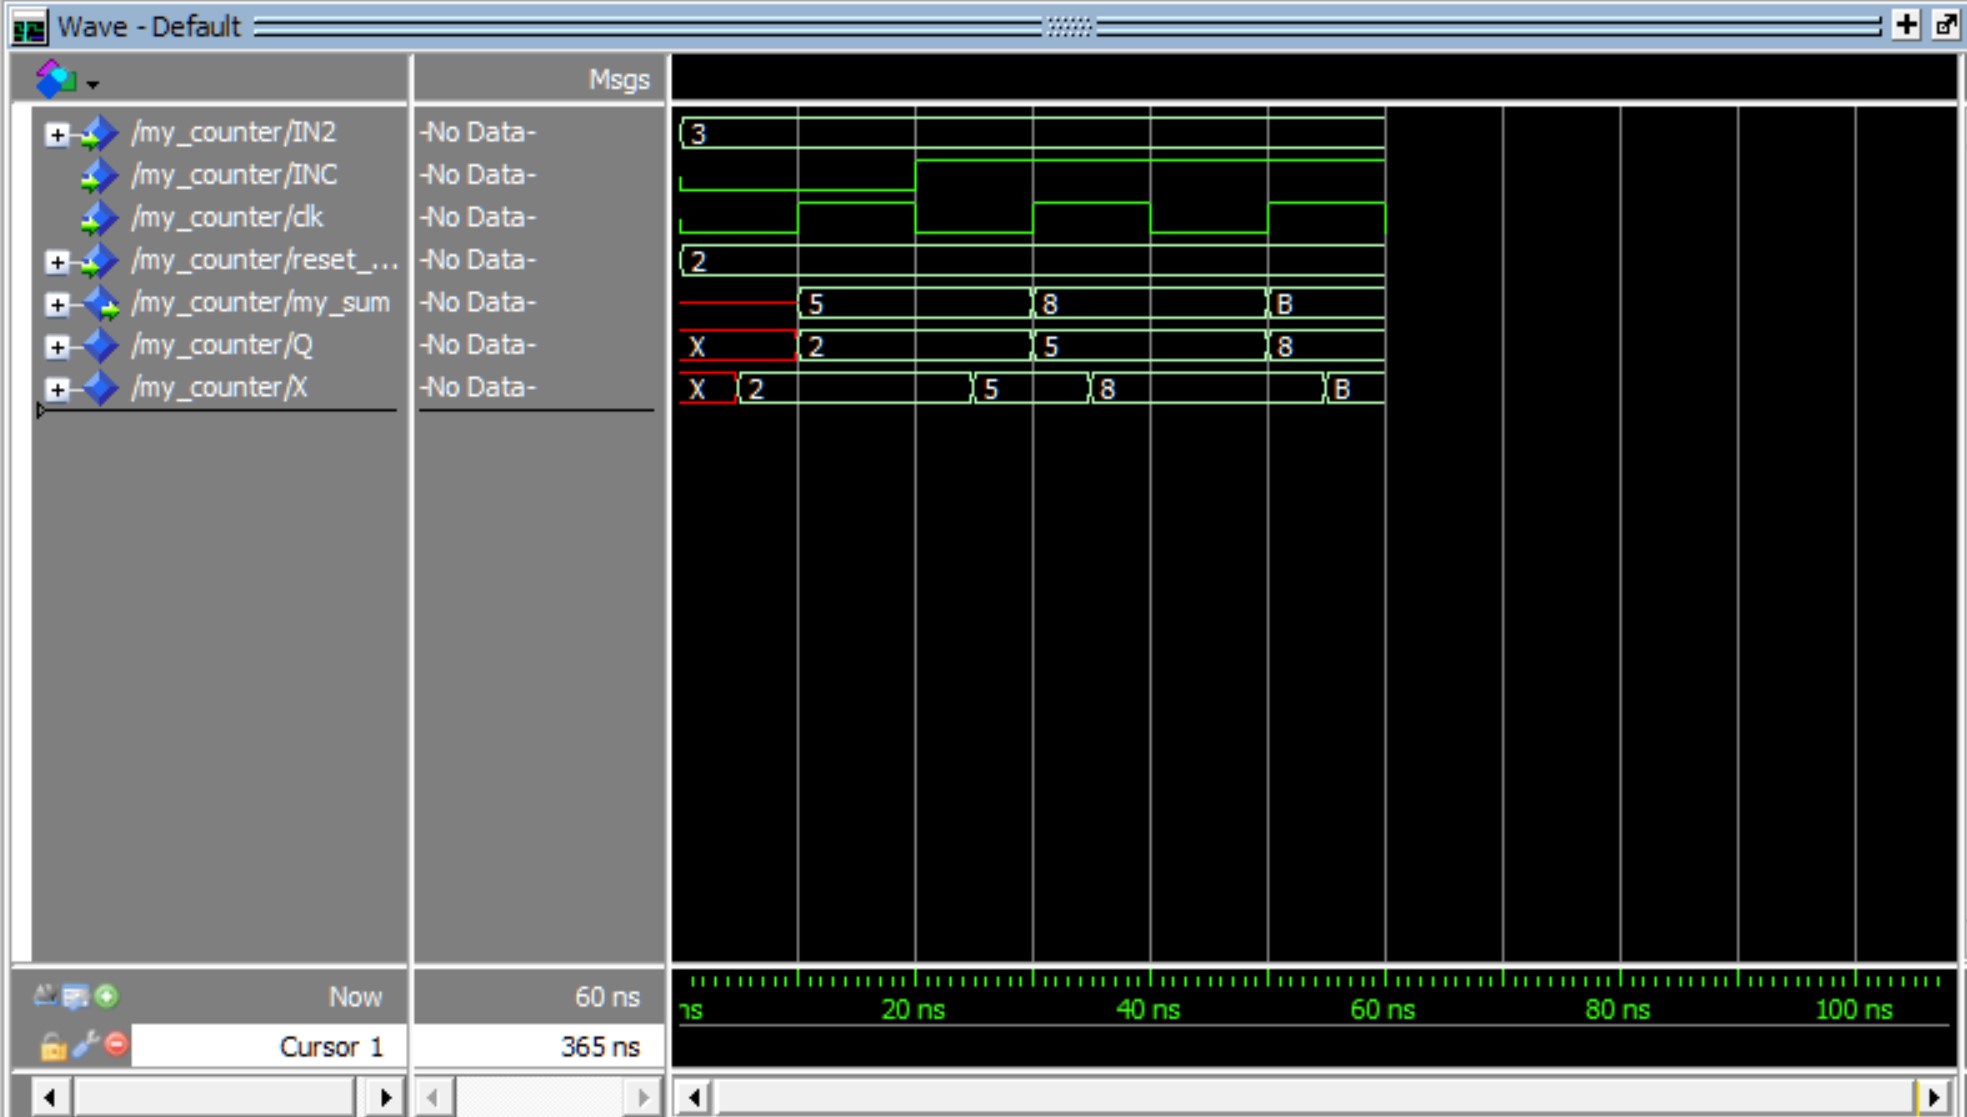 Wave - Default
Msgs
/my_counter/IN2 -No Data- 3
/my_counter/INC -No Data-
/my_counter/clk -No Data-
/my_counter/reset_... -No Data- 2
/my_counter/my_sum -No Data- 5 8 B
/my_counter/Q -No Data- X 2 5 8
/my_counter/X -No Data- X 2 5 8 B
Now 60 ns ns 20 ns 40 ns 60 ns 80 ns 100 ns
Cursor 1 365 ns